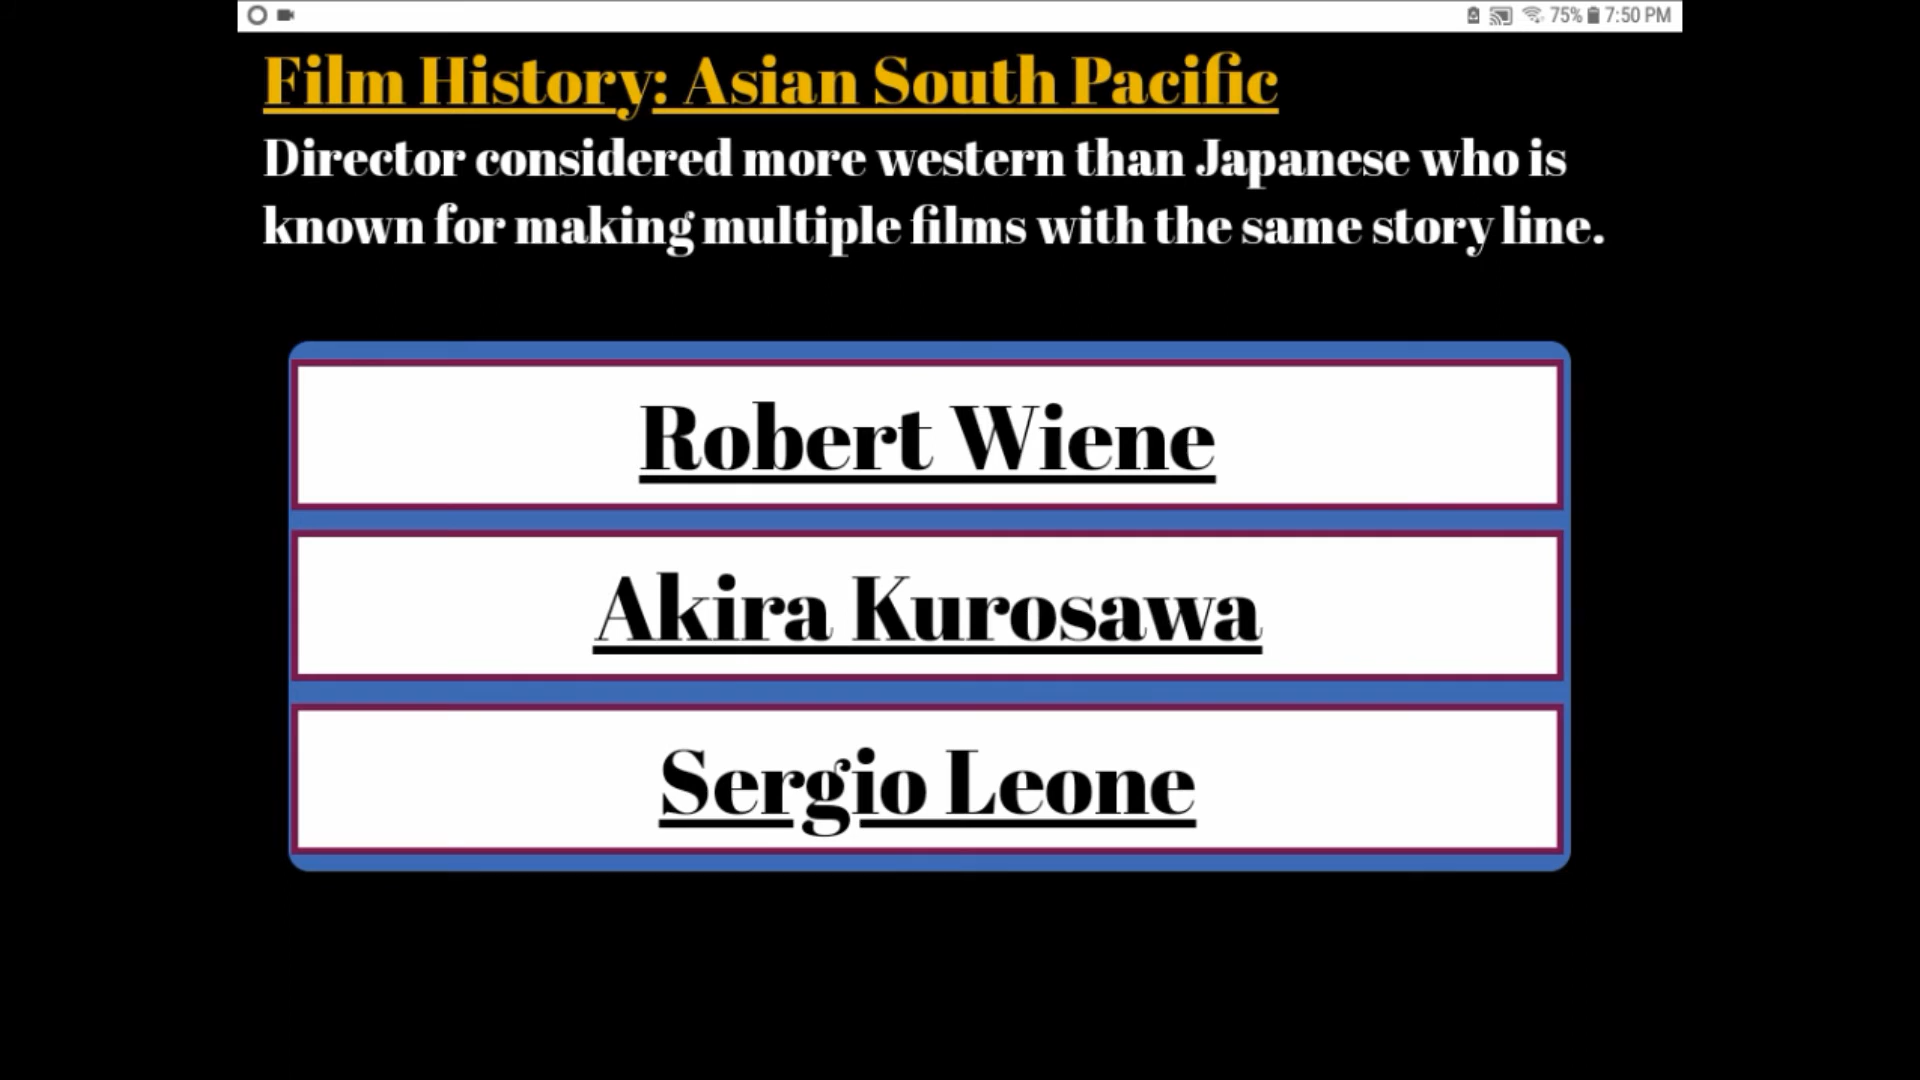 75% 7:50 PM
Film History: Asian South Pacific
Director considered more western than Japanese who is
known for making multiple films with the same story line.
Robert Wiene
Akira Kurosawa
Sergio Leone